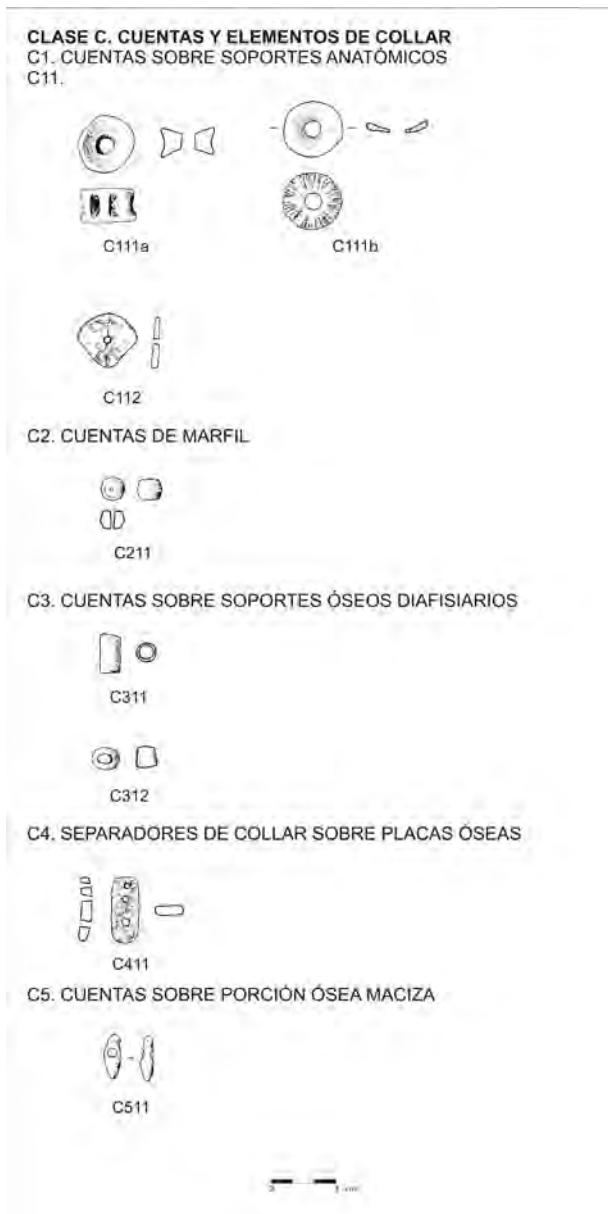 CLASE C. CUENTAS Y ELEMENTOS DE COLLAR
C1. CUENTAS SOBRE SOPORTES ANATÓMICOS
C11.
C111a C111b
C112
C2. CUENTAS DE MARFIL
C211
C3. CUENTAS SOBRE SOPORTES ÓSEOS DIAFISIARIOS
C311
C312
C4. SEPARADORES DE COLLAR SOBRE PLACAS ÓSEAS
C411
C5. CUENTAS SOBRE PORCIÓN ÓSEA MACIZA
C511